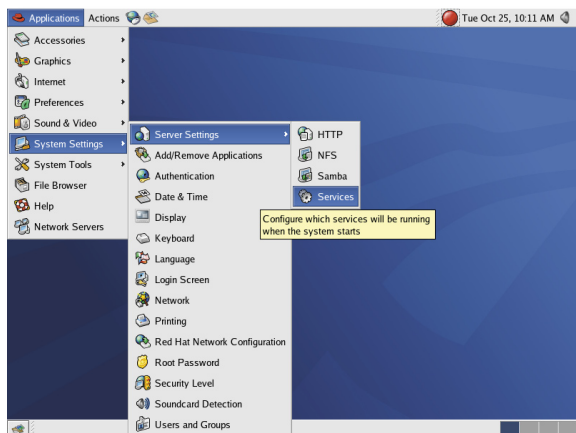 Applications Actions Tue Oct 25, 10:11 AM
Accessories
Graphics
Internet
Preferences
Sound & Video
System Settings
System Tools
File Browser
Help
Network Servers
Server Settings
Add/Remove Applications
Authentication
Date & Time
Display
Keyboard
Language
Login Screen
Network
Printing
Red Hat Network Configuration
Root Password
Security Level
Soundcard Detection
Users and Groups
HTTP
NFS
Samba
Services
Configure which services will be running
when the system starts